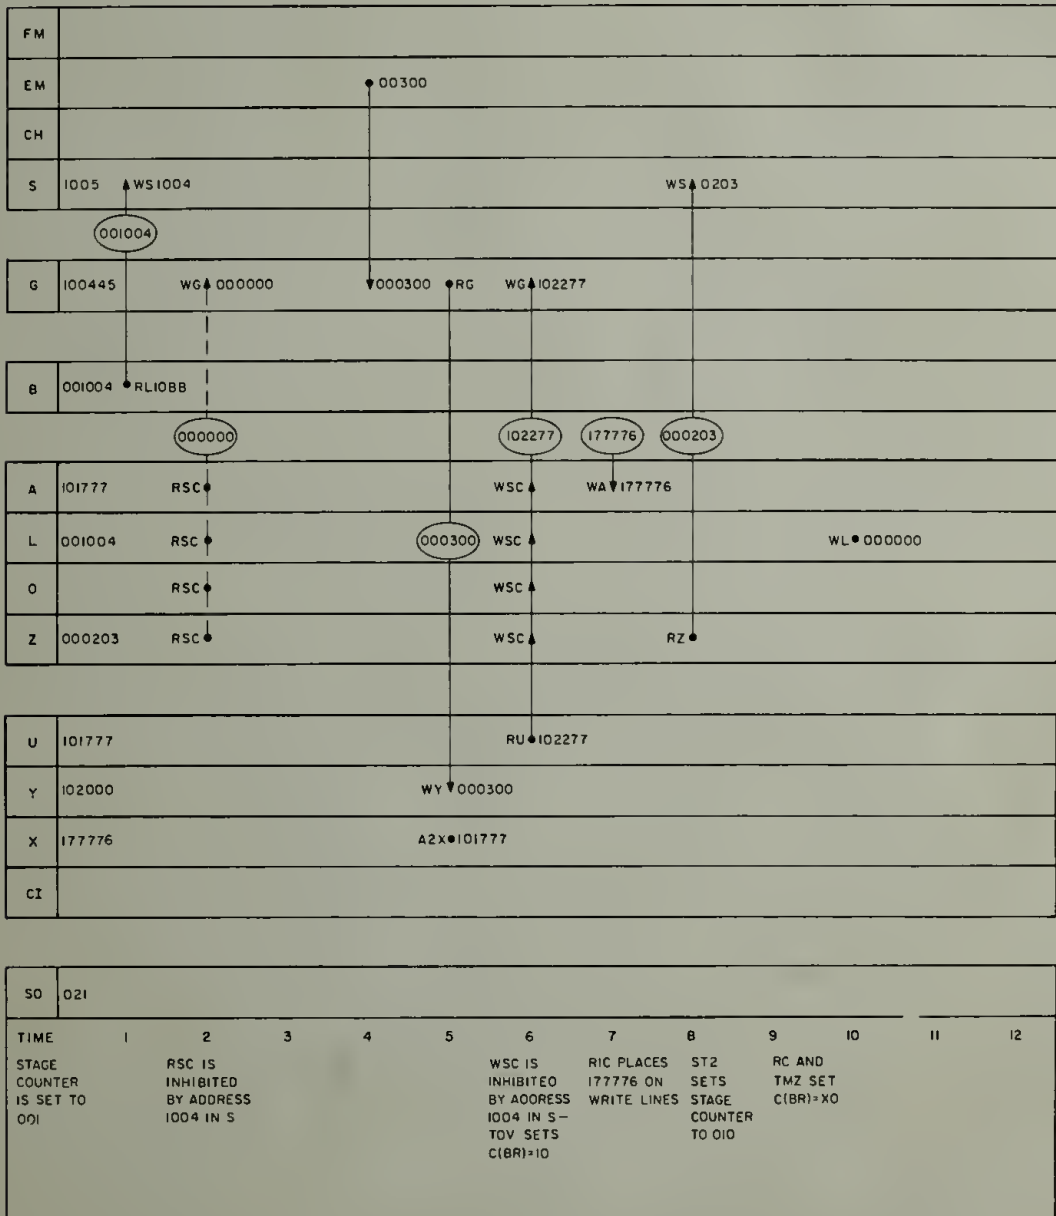 FM
EM 00300
CH
S 1005 WS1004 WS 0203
001004
G 100445 WG 000000 000300 RG WG 102277
B 001004 RL10BB
000000 102277 177776 000203
A 101777 RSC WSC WA 177776
L 001004 RSC 000300 WSC WL 000000
Q RSC WSC
Z 000203 RSC WSC RZ
U 101777 RU 102277
Y 102000 WY 000300
X 177776 A2X 101777
CI
SQ 021
TIME 1 2 3 4 5 6 7 8 9 10 11 12
STAGE
COUNTER
IS SET TO
001
RSC IS
INHIBITED
BY ADDRESS
1004 IN S
WSC IS
INHIBITED
BY ADDRESS
1004 IN S–
TOV SETS
C(BR)=10
RIC PLACES
177776 ON
WRITE LINES
ST2
SETS
STAGE
COUNTER
TO 010
RC AND
TMZ SET
C(BR)=X0